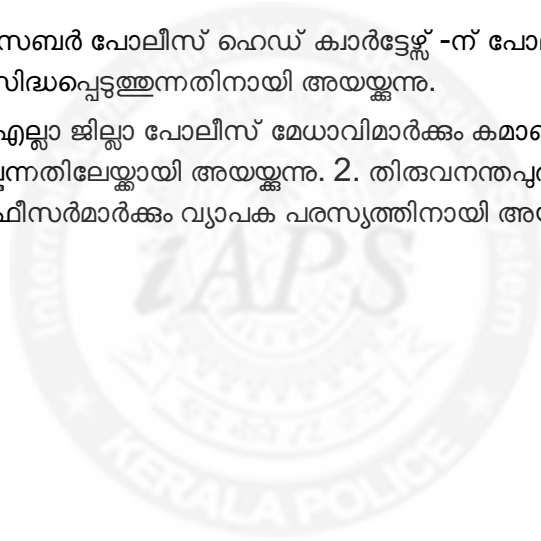 സബർ പോലീസ് ഹെഡ് ക്വാർട്ടേഴ്സ് -ന് പോ
സിദ്ധപ്പെടുത്തുന്നതിനായി അയയ്ക്കുന്നു.
എല്ലാ ജില്ലാ പോലീസ് മേധാവിമാർക്കും കമാ
ന്നതിലേയ്ക്കായി അയയ്ക്കുന്നു. 2. തിരുവനന്തപു
ഫീസർമാർക്കും വ്യാപക പരസ്യത്തിനായി അയ
iAPS
KERALA POLICE